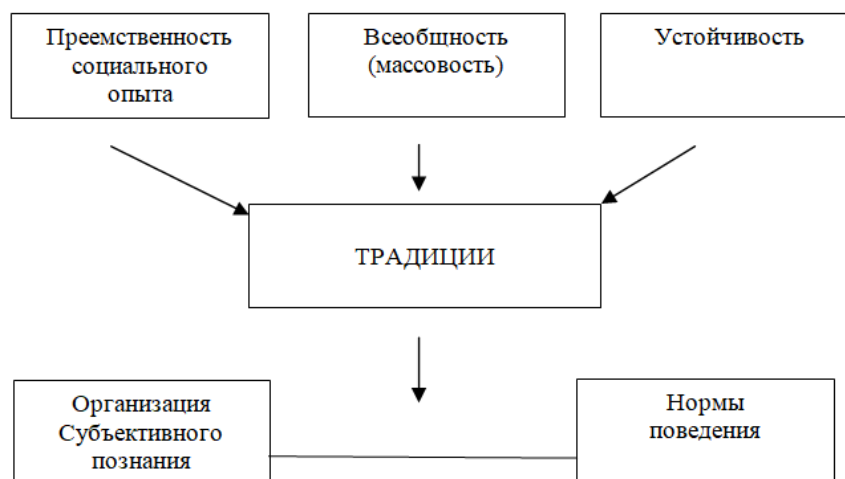 Преемственность
социального
опыта
Всеобщность
(массовость)
Устойчивость
ТРАДИЦИИ
Организация
Субъективного
познания
Нормы
поведения